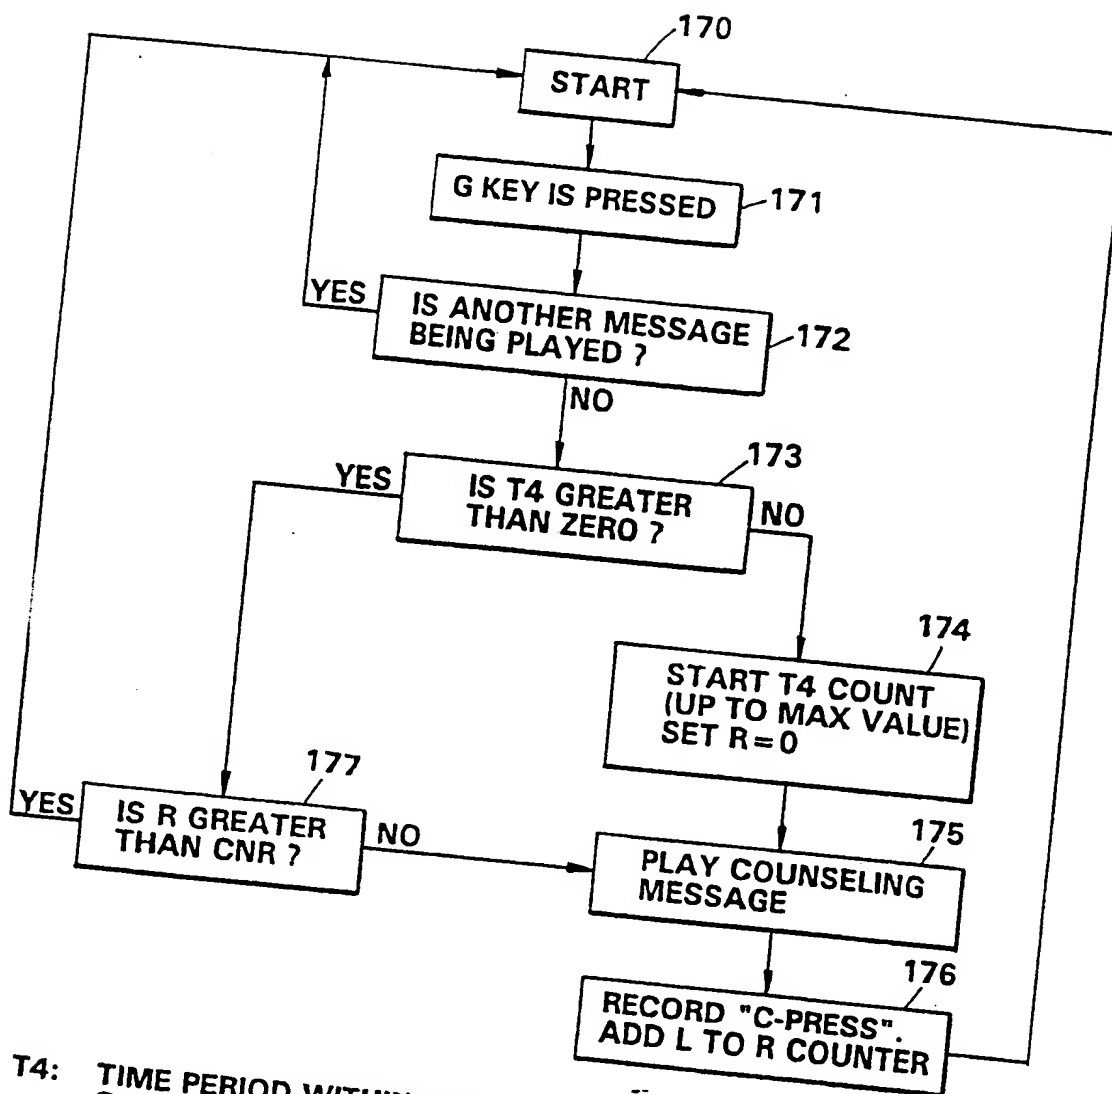 170
START
G KEY IS PRESSED
171
YES
IS ANOTHER MESSAGE
BEING PLAYED ?
172
NO
173
YES
IS T4 GREATER
THAN ZERO ?
NO
174
START T4 COUNT
(UP TO MAX VALUE)
SET R=0
177
YES
IS R GREATER
THAN CNR ?
NO
175
PLAY COUNSELING
MESSAGE
176
RECORD "C-PRESS".
ADD L TO R COUNTER
T4: TIME PERIOD WITHIN